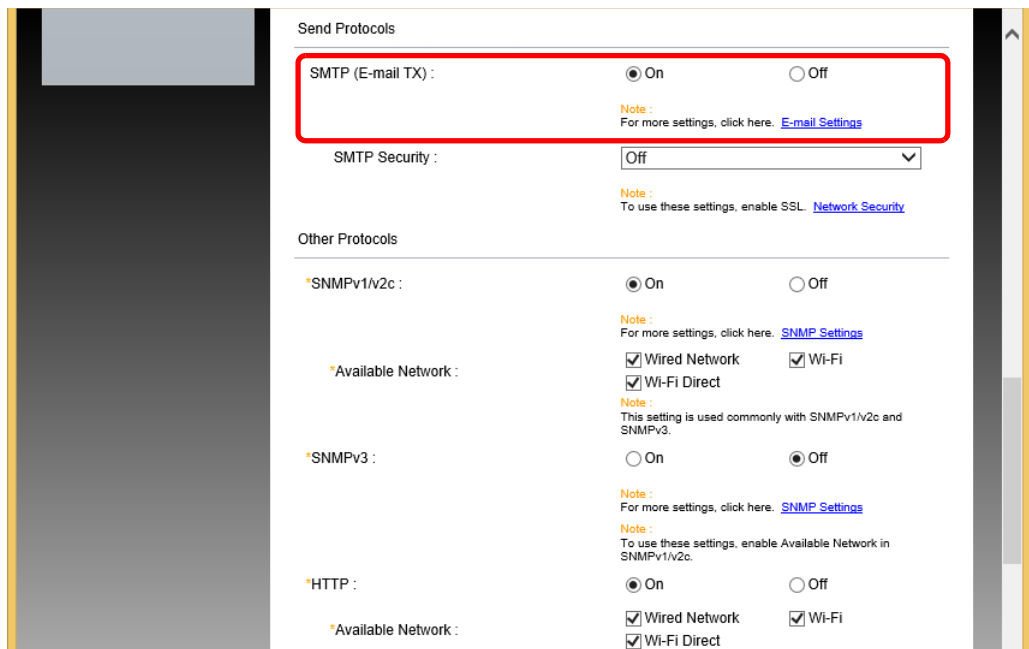 Send Protocols
SMTP (E-mail TX) :
On
Off
Note :
For more settings, click here. E-mail Settings
SMTP Security :
Off
Note :
To use these settings, enable SSL. Network Security
Other Protocols
*SNMPv1/v2c :
On
Off
Note :
For more settings, click here. SNMP Settings
*Available Network :
Wired Network
Wi-Fi
Wi-Fi Direct
Note :
This setting is used commonly with SNMPv1/v2c and
SNMPv3.
*SNMPv3 :
On
Off
Note :
For more settings, click here. SNMP Settings
Note :
To use these settings, enable Available Network in
SNMPv1/v2c.
*HTTP :
On
Off
*Available Network :
Wired Network
Wi-Fi
Wi-Fi Direct